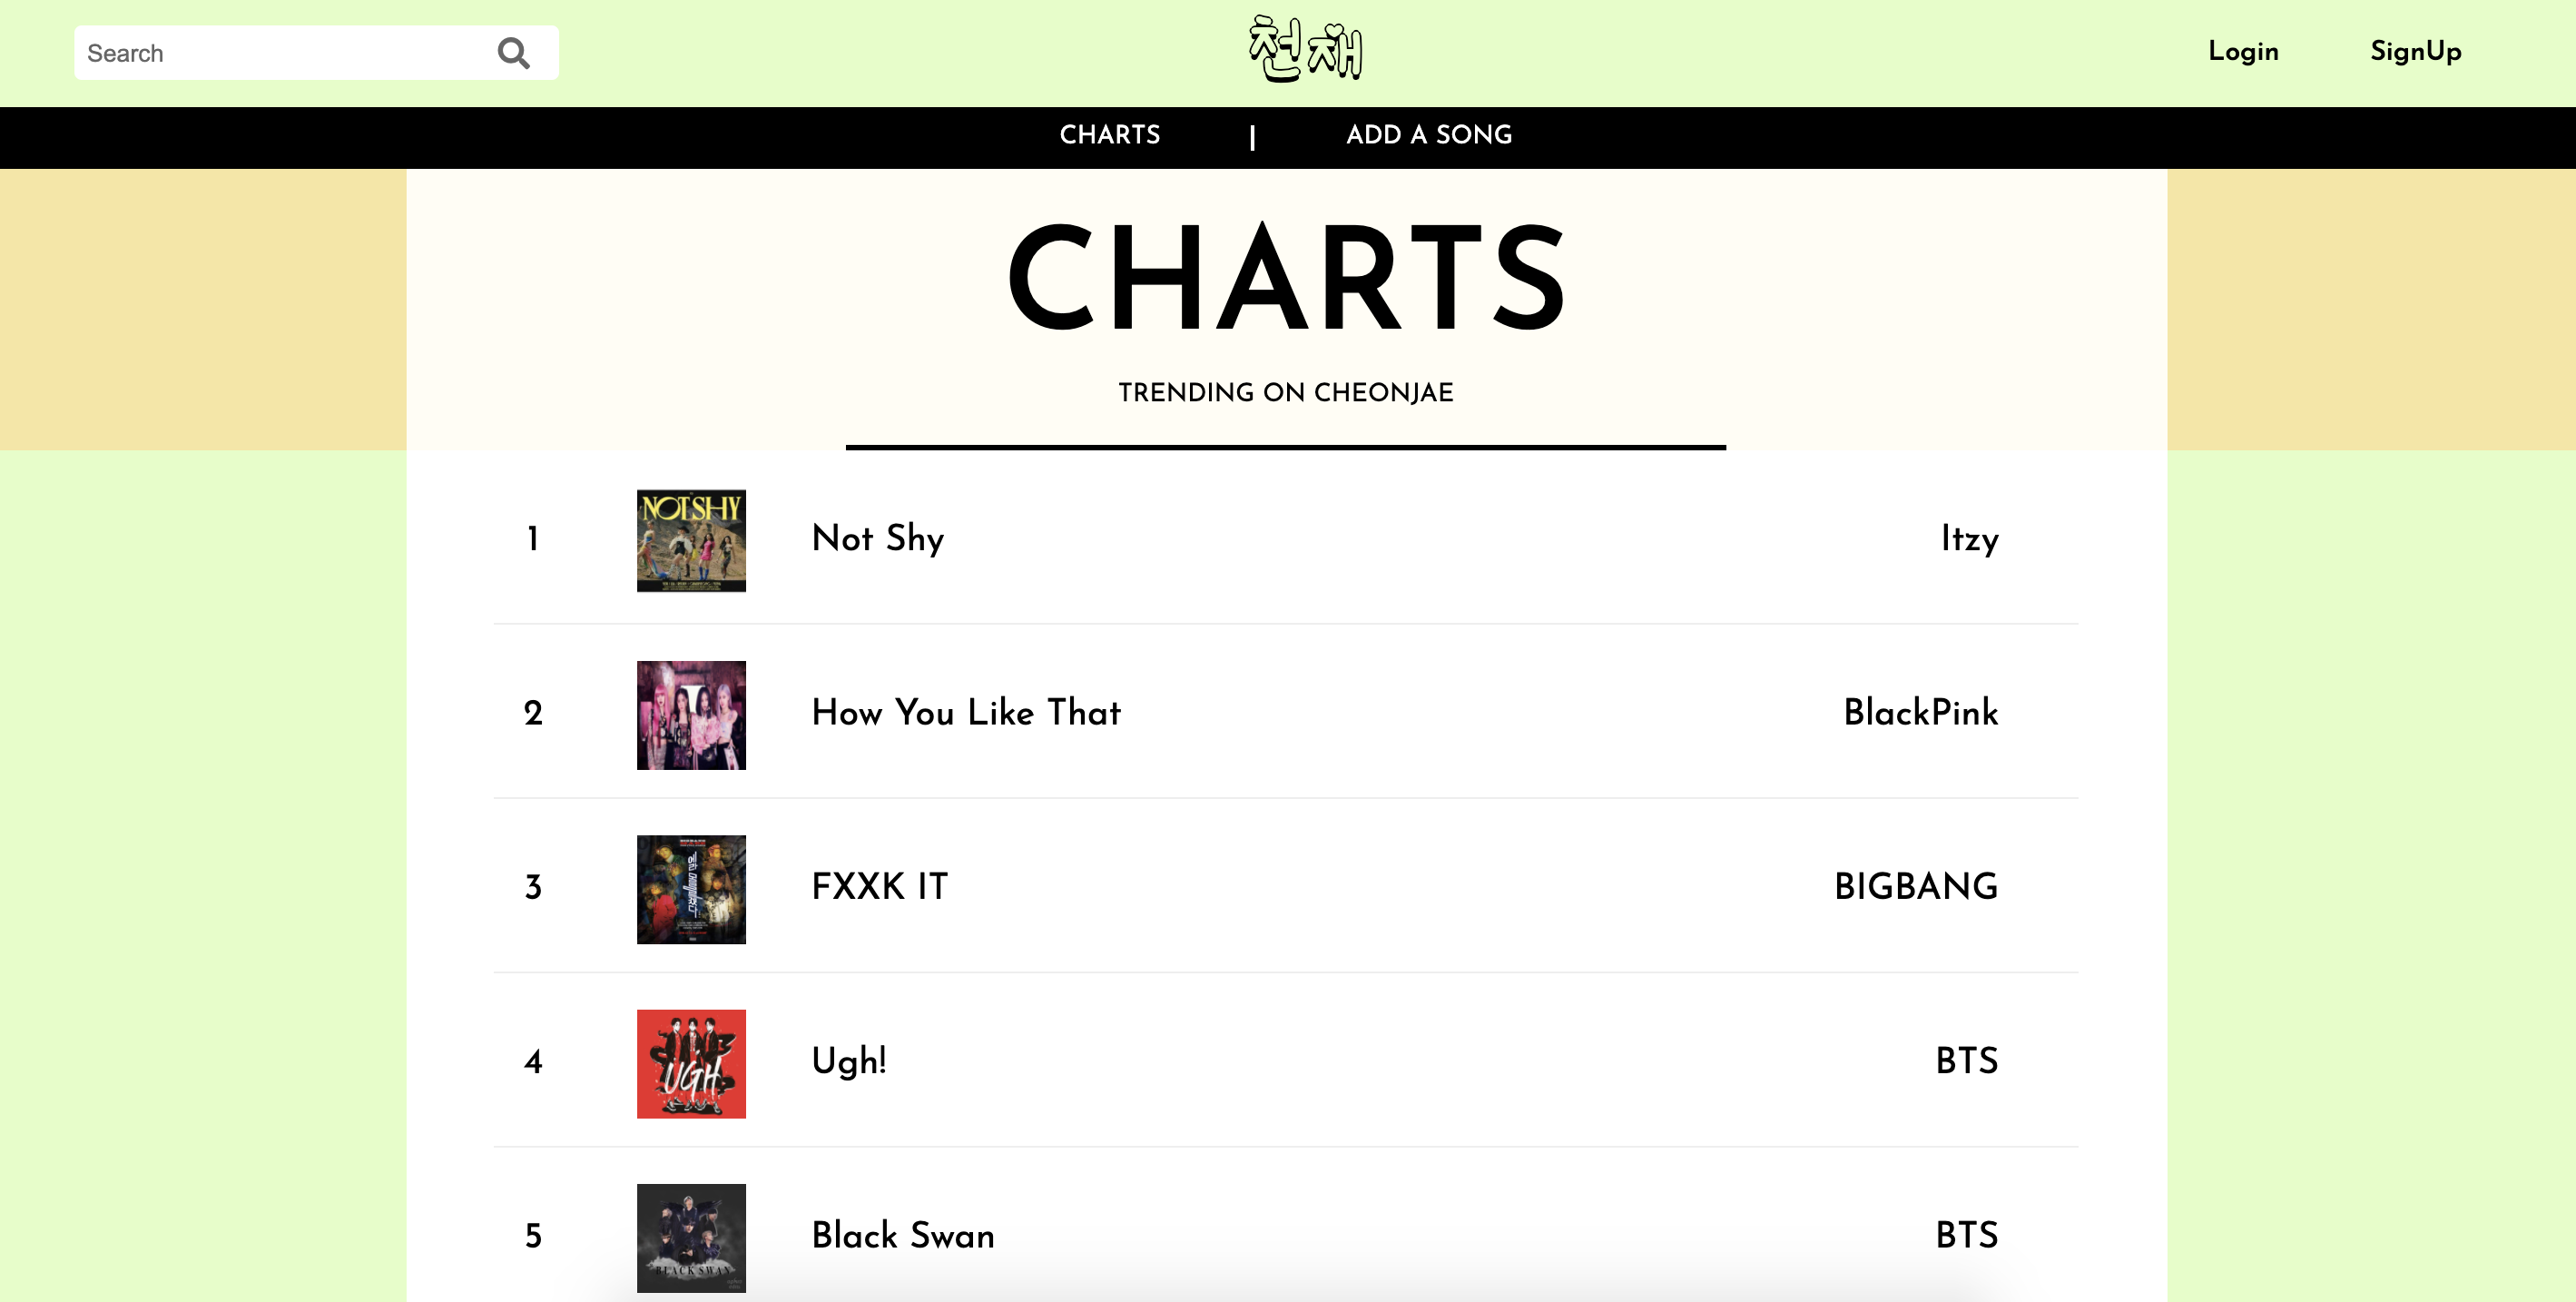 Search
천재
Login
SignUp
CHARTS | ADD A SONG
CHARTS
TRENDING ON CHEONJAE
1
NOT SHY
Not Shy
Itzy
2
How You Like That
BlackPink
3
FXXK IT
BIGBANG
4
UGH
Ugh!
BTS
5
BLACK SWAN
Black Swan
BTS